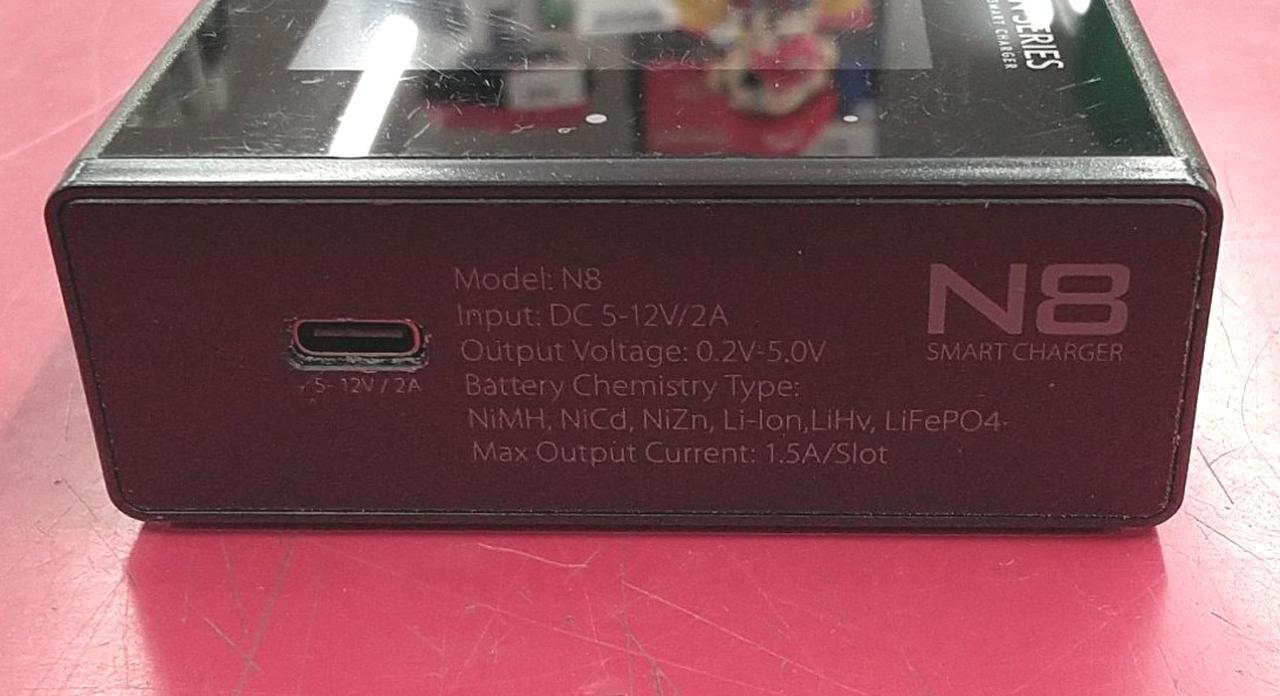 NSERIES
SMART CHARGER
Model: N8
Input: DC 5-12V/2A
Output Voltage: 0.2V-5.0V
Battery Chemistry Type:
NiMH, NiCd, NiZn, Li-Ion,LiHv, LiFePO4
Max Output Current: 1.5A/Slot
5-12V / 2A
N8
SMART CHARGER